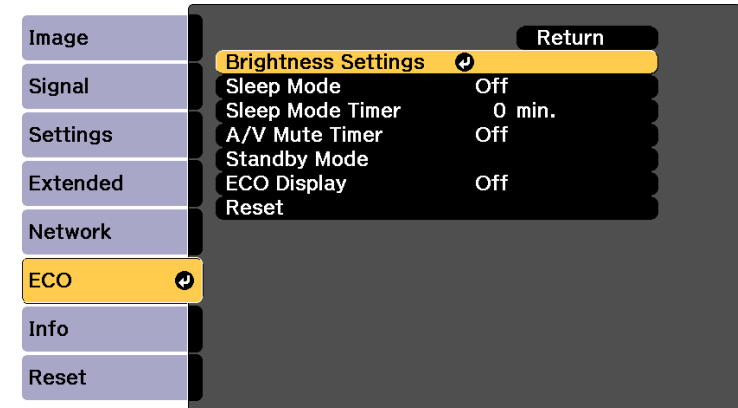 Image
Signal
Settings
Extended
Network
ECO
Info
Reset
Return
Brightness Settings
Sleep Mode Off
Sleep Mode Timer 0 min.
A/V Mute Timer Off
Standby Mode
ECO Display Off
Reset